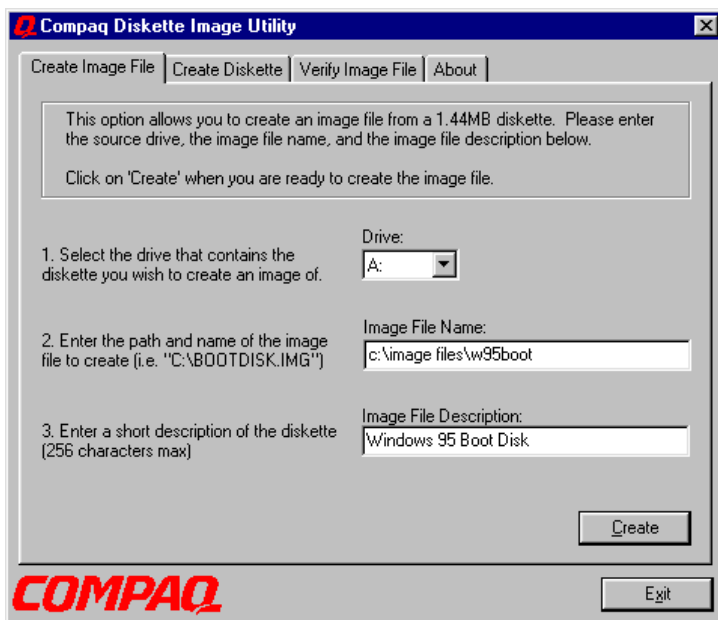 Compaq Diskette Image Utility
Create Image File Create Diskette Verify Image File About
This option allows you to create an image file from a 1.44MB diskette. Please enter
the source drive, the image file name, and the image file description below.
Click on 'Create' when you are ready to create the image file.
1. Select the drive that contains the
diskette you wish to create an image of.
Drive:
A:
2. Enter the path and name of the image
file to create (i.e. "C:\BOOTDISK.IMG")
Image File Name:
c:\image files\w95boot
3. Enter a short description of the diskette
(256 characters max)
Image File Description:
Windows 95 Boot Disk
Create
COMPAQ
Exit